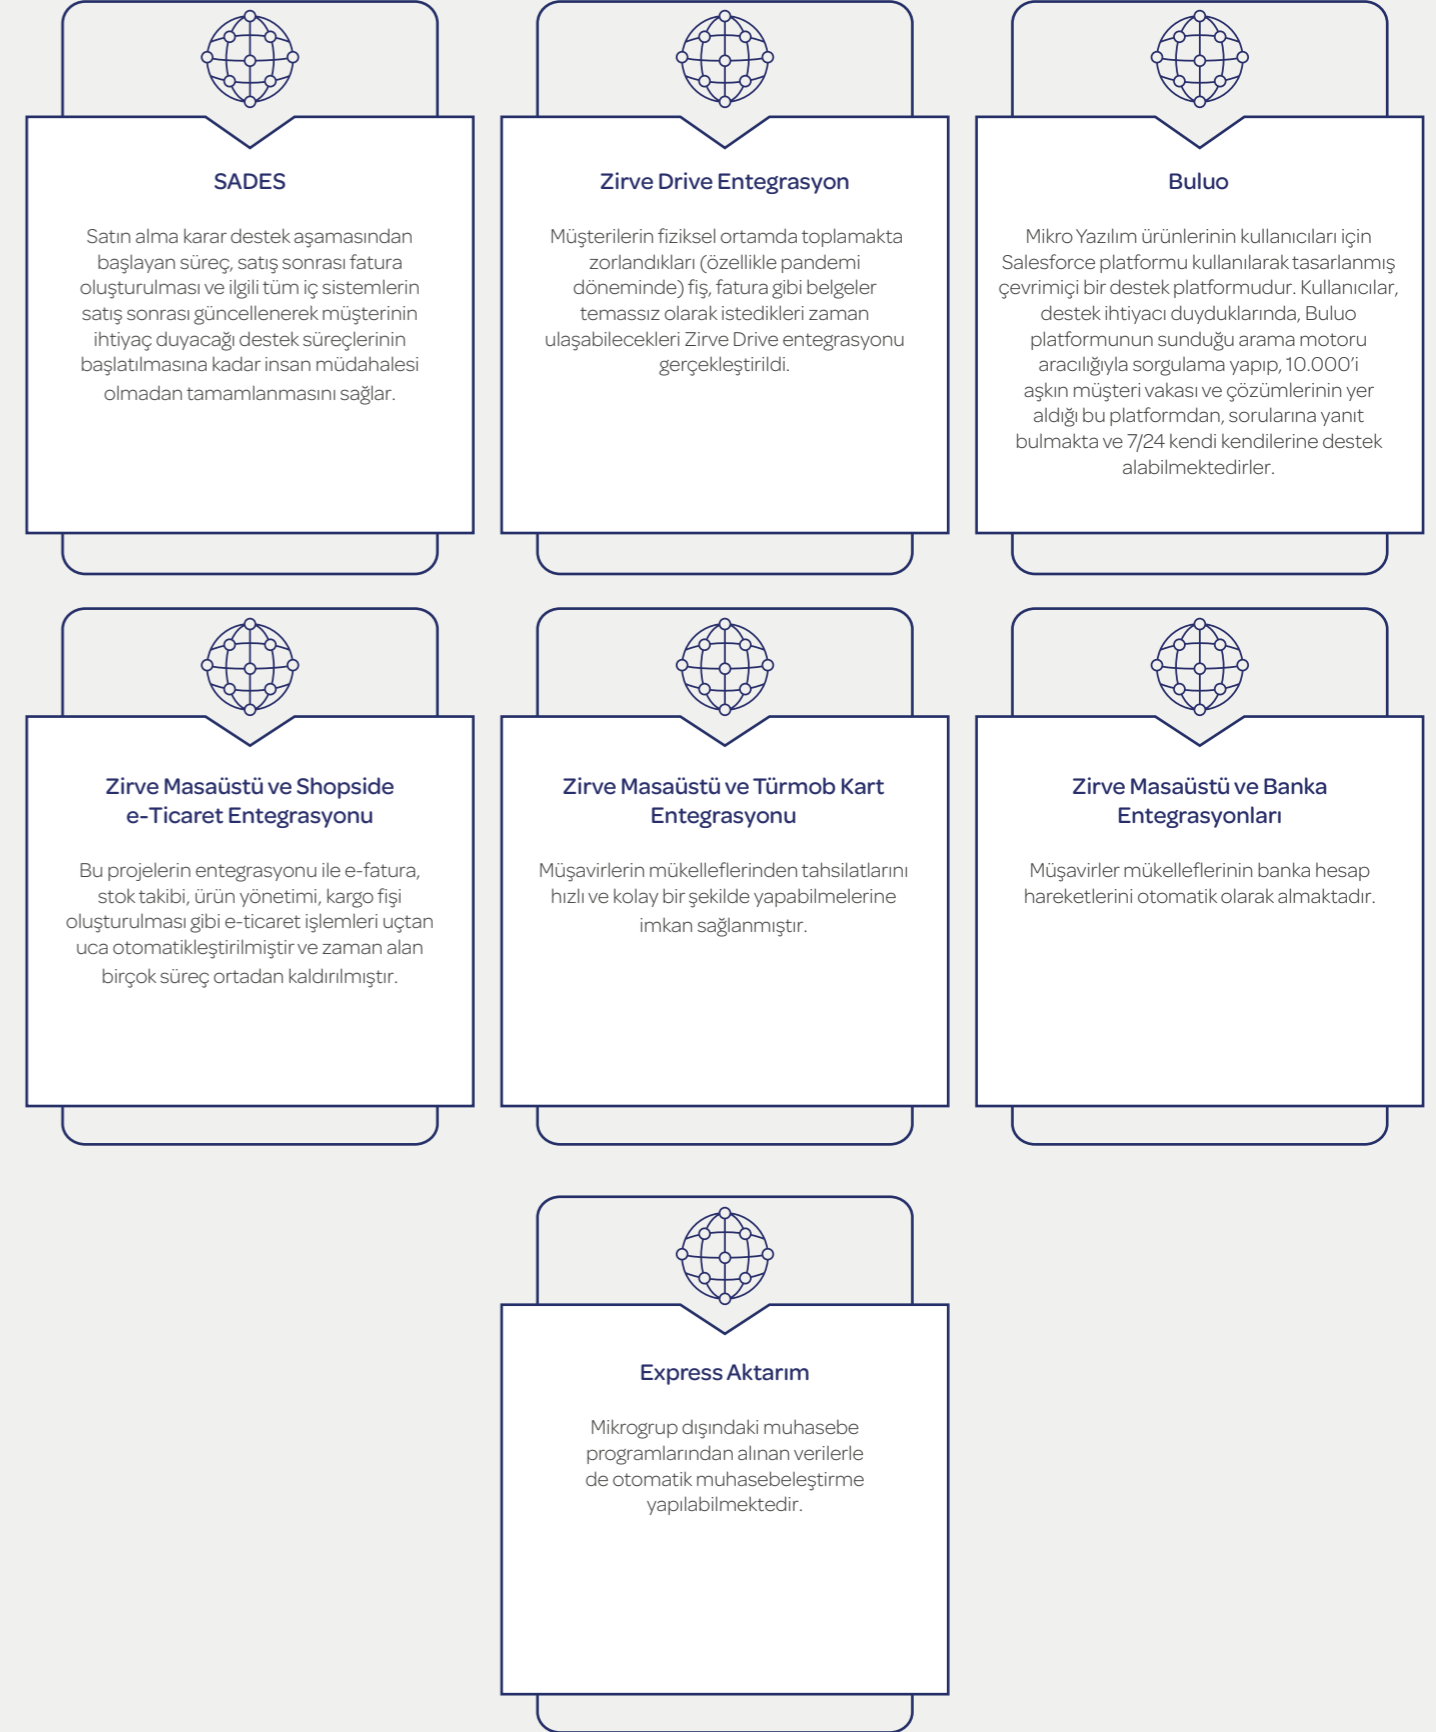 SADES
Satın alma karar destek aşamasından
başlayan süreç, satış sonrası fatura
oluşturulması ve ilgili tüm iç sistemlerin
satış sonrası güncellenerek müşterinin
ihtiyaç duyacağı destek süreçlerinin
başlatılmasına kadar insan müdahalesi
olmadan tamamlanmasını sağlar.
Zirve Drive Entegrasyon
Müşterilerin fiziksel ortamda toplamakta
zorlandıkları (özellikle pandemi
döneminde) fiş, fatura gibi belgeler
temassız olarak istedikleri zaman
ulaşabilecekleri Zirve Drive entegrasyonu
gerçekleştirildi.
Buluo
Mikro Yazılım ürünlerinin kullanıcıları için
Salesforce platformu kullanılarak tasarlanmış
çevrimiçi bir destek platformudur. Kullanıcılar,
destek ihtiyacı duyduklarında, Buluo
platformunun sunduğu arama motoru
aracılığıyla sorgulama yapıp, 10.000’i
aşkın müşteri vakası ve çözümlerinin yer
aldığı bu platformdan, sorularına yanıt
bulmakta ve 7/24 kendi kendilerine destek
alabilmektedirler.
Zirve Masaüstü ve Shopside
e-Ticaret Entegrasyonu
Bu projelerin entegrasyonu ile e-fatura,
stok takibi, ürün yönetimi, kargo fişi
oluşturulması gibi e-ticaret işlemleri uçtan
uca otomatikleştirilmiştir ve zaman alan
birçok süreç ortadan kaldırılmıştır.
Zirve Masaüstü ve Türmob Kart
Entegrasyonu
Müşavirlerin mükelleflerinden tahsilatlarını
hızlı ve kolay bir şekilde yapabilmelerine
imkan sağlanmıştır.
Zirve Masaüstü ve Banka
Entegrasyonları
Müşavirler mükelleflerinin banka hesap
hareketlerini otomatik olarak almaktadır.
Express Aktarım
Mikrogrup dışındaki muhasebe
programlarından alınan verilerle
de otomatik muhasebeleştirme
yapılabilmektedir.